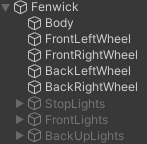 Fenwick
Body
FrontLeftWheel
FrontRightWheel
BackLeftWheel
BackRightWheel
StopLights
FrontLights
BackUpLights